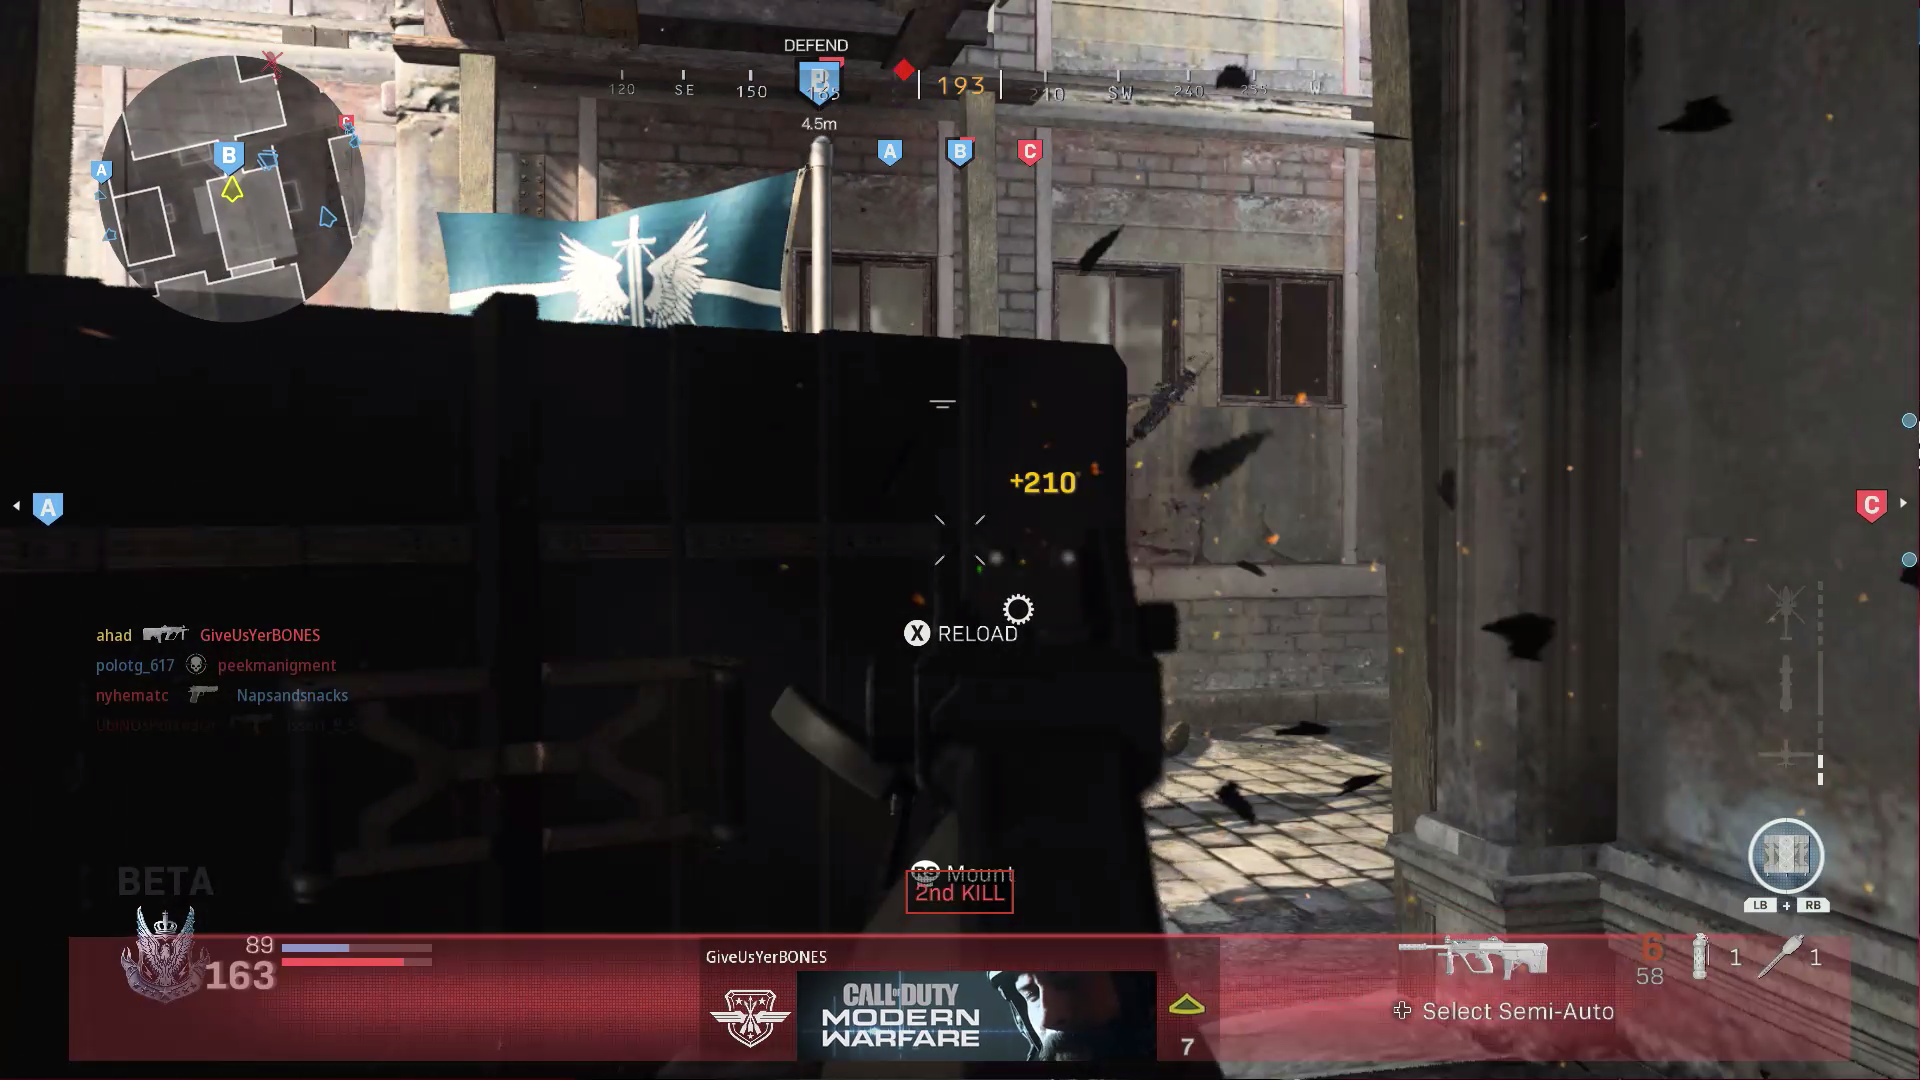 DEFEND
120 SE 150 165 193 210 SW 240 255 W
B
4.5m
A B C
C
B
A
+210
A
C
X RELOAD
ahad GiveUsYerBONES
polotg_617 peekmanigment
nyhematc Napsandsnacks
Mount
2nd KILL
BETA
LB + RB
89
163
GiveUsYerBONES
CALL OF DUTY
MODERN
WARFARE
7
6
58
1
1
Select Semi-Auto